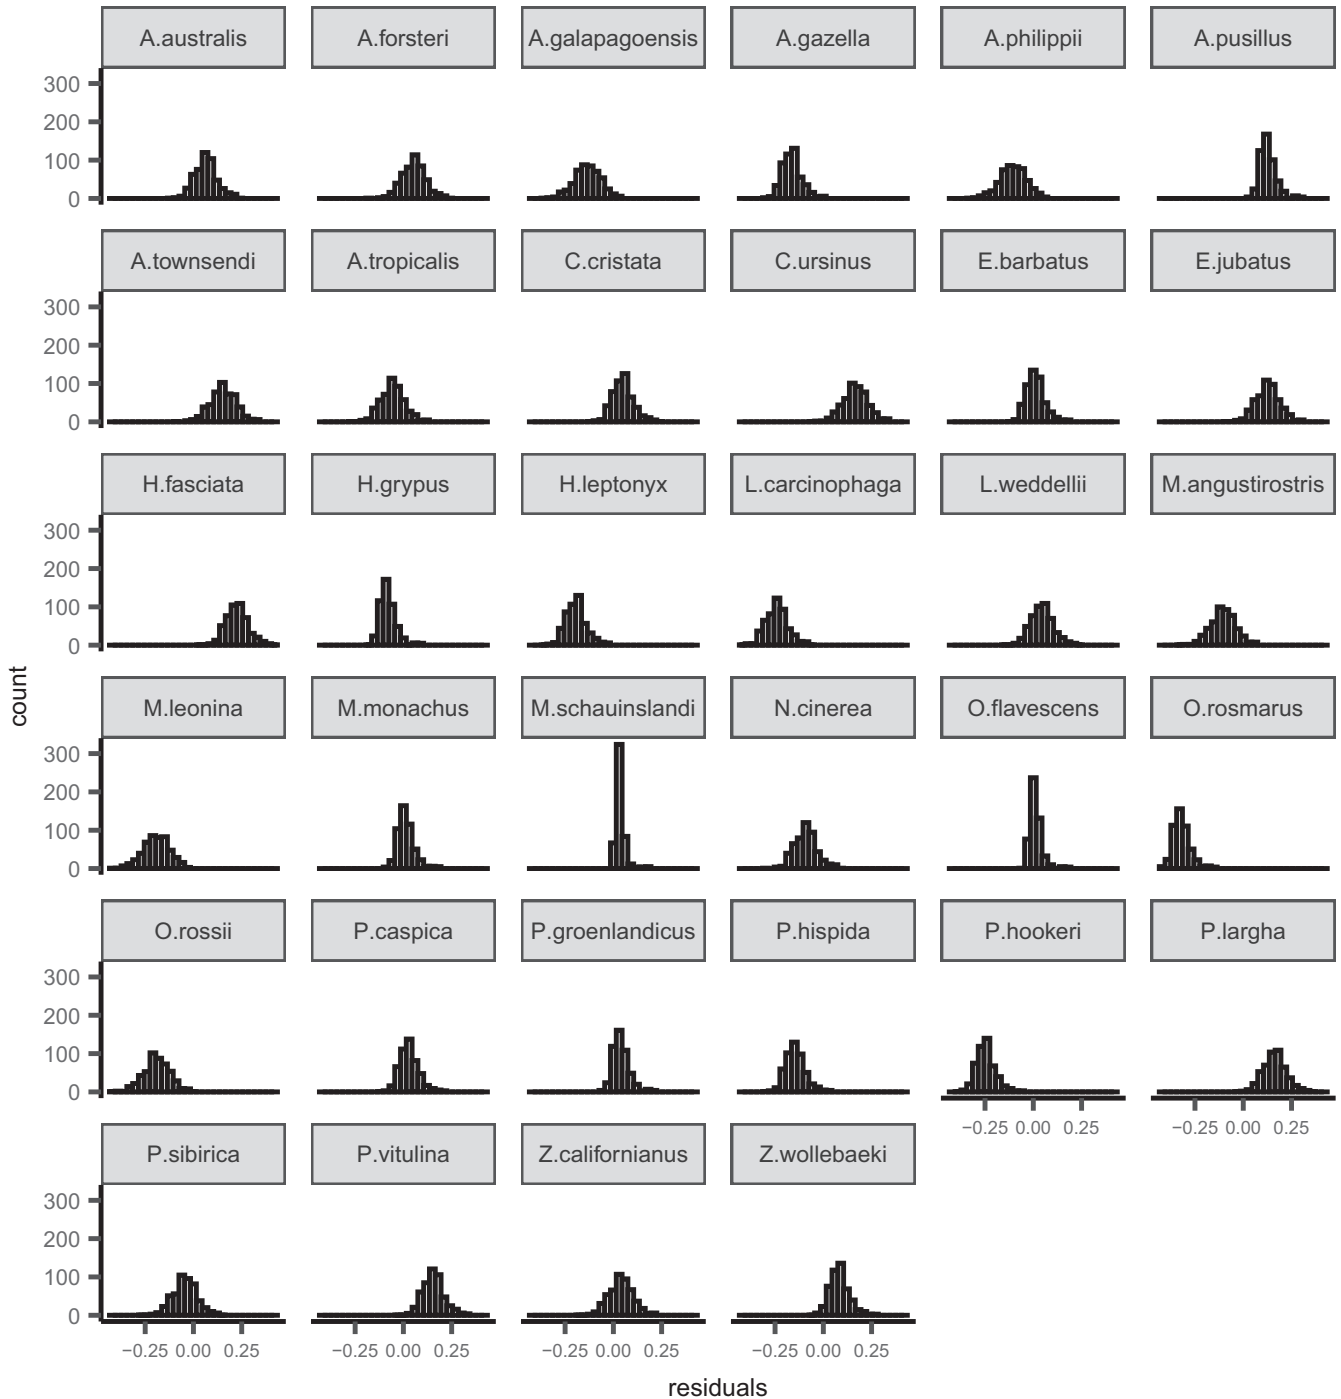 A.australis A.forsteri A.galapagoensis A.gazella A.philippii A.pusillus
300
200
100
0
A.townsendi A.tropicalis C.cristata C.ursinus E.barbatus E.jubatus
300
200
100
0
H.fasciata H.grypus H.leptonyx L.carcinophaga L.weddellii M.angustirostris
300
200
100
0
count
M.leonina M.monachus M.schauinslandi N.cinerea O.flavescens O.rosmarus
300
200
100
0
O.rossii P.caspica P.groenlandicus P.hispida P.hookeri P.largha
300
200
100
0
−0.25 0.00 0.25 −0.25 0.00 0.25
P.sibirica P.vitulina Z.californianus Z.wollebaeki
300
200
100
0
−0.25 0.00 0.25 −0.25 0.00 0.25 −0.25 0.00 0.25 −0.25 0.00 0.25
residuals